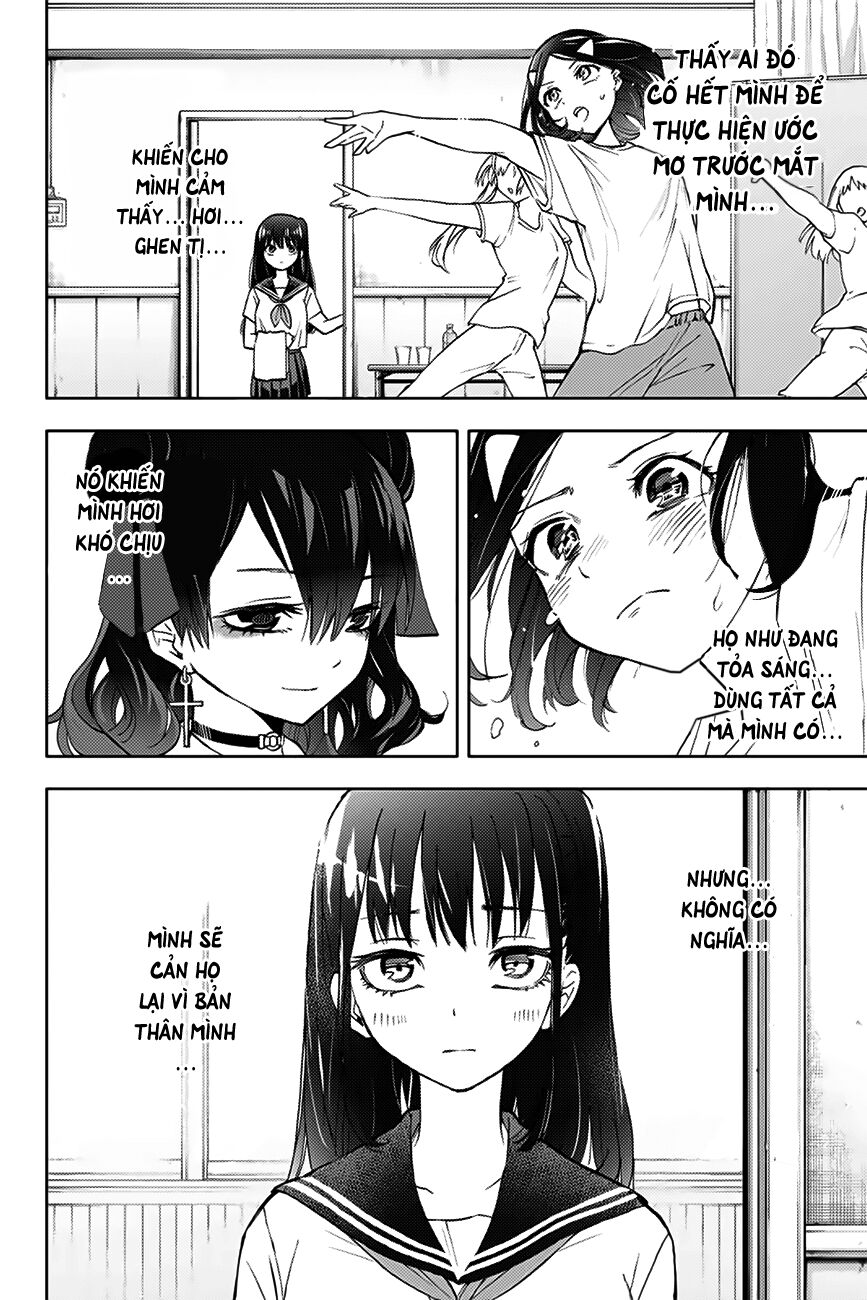 THẤY AI ĐÓ
CỐ HẾT MÌNH ĐỂ
THỰC HIỆN ƯỚC
MƠ TRƯỚC MẮT
MÌNH...
KHIẾN CHO
MÌNH CẢM
THẤY... HƠI...
GHEN TỊ...
HỌ NHƯ ĐANG
TỎA SÁNG...
DÙNG TẤT CẢ
MÀ MÌNH CÓ...
NÓ KHIẾN
MÌNH HƠI
KHÓ CHỊU
...
NHƯNG...
KHÔNG CÓ
NGHĨA...
MÌNH SẼ
CẢN HỌ
LẠI VÌ BẢN
THÂN MÌNH
...